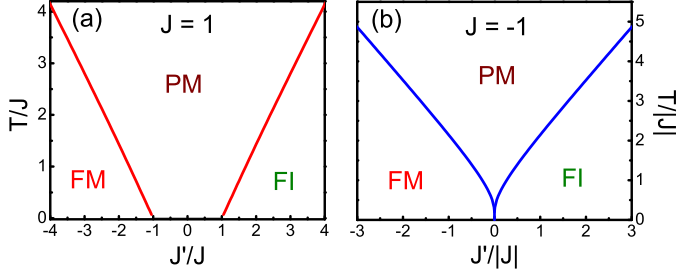 (a)
J = 1
PM
FM
FI
T/J
4
3
2
1
0
-4 -3 -2 -1 0 1 2 3 4
J'/J
(b)
J = -1
PM
FM
FI
T/|J|
5
4
3
2
1
0
-3 -2 -1 0 1 2 3
J'/|J|